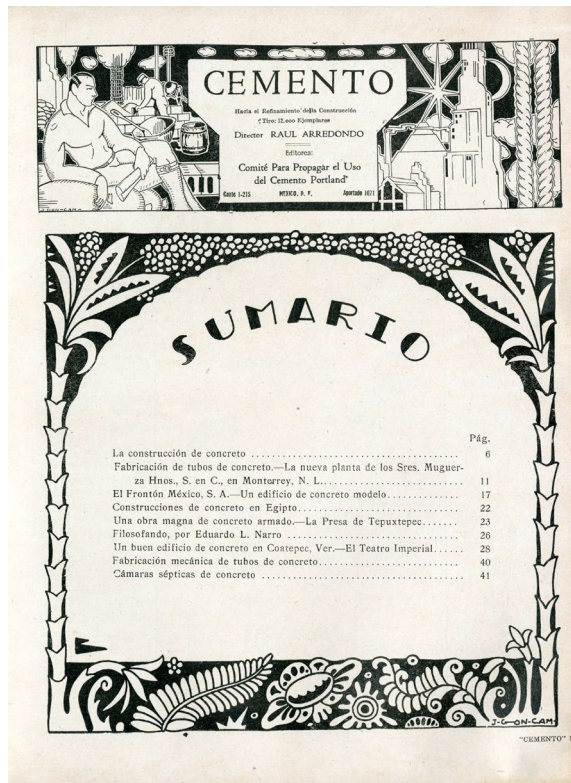 CEMENTO
Hacia el Refinamiento della Construcción
Tiro: 12.000 Ejemplares
Director RAUL ARREDONDO
Editores:
Comité Para Propagar el Uso
del Cemento Portland
Gante 1-215 MEXICO, D. F. Apartado 1071
SUMARIO
Pág.
La construcción de concreto 6
Fabricación de tubos de concreto.—La nueva planta de los Sres. Muguer-
za Hnos., S. en C., en Monterrey, N. L. 11
El Frontón México, S. A.—Un edificio de concreto modelo 17
Construcciones de concreto en Egipto 22
Una obra magna de concreto armado.—La Presa de Tepuxtepec 23
Filosofando, por Eduardo L. Narro 26
Un buen edificio de concreto en Coatepec, Ver.—El Teatro Imperial 28
Fabricación mecánica de tubos de concreto 40
Cámaras sépticas de concreto 41
J-GON-CAM-
"CEMENTO"